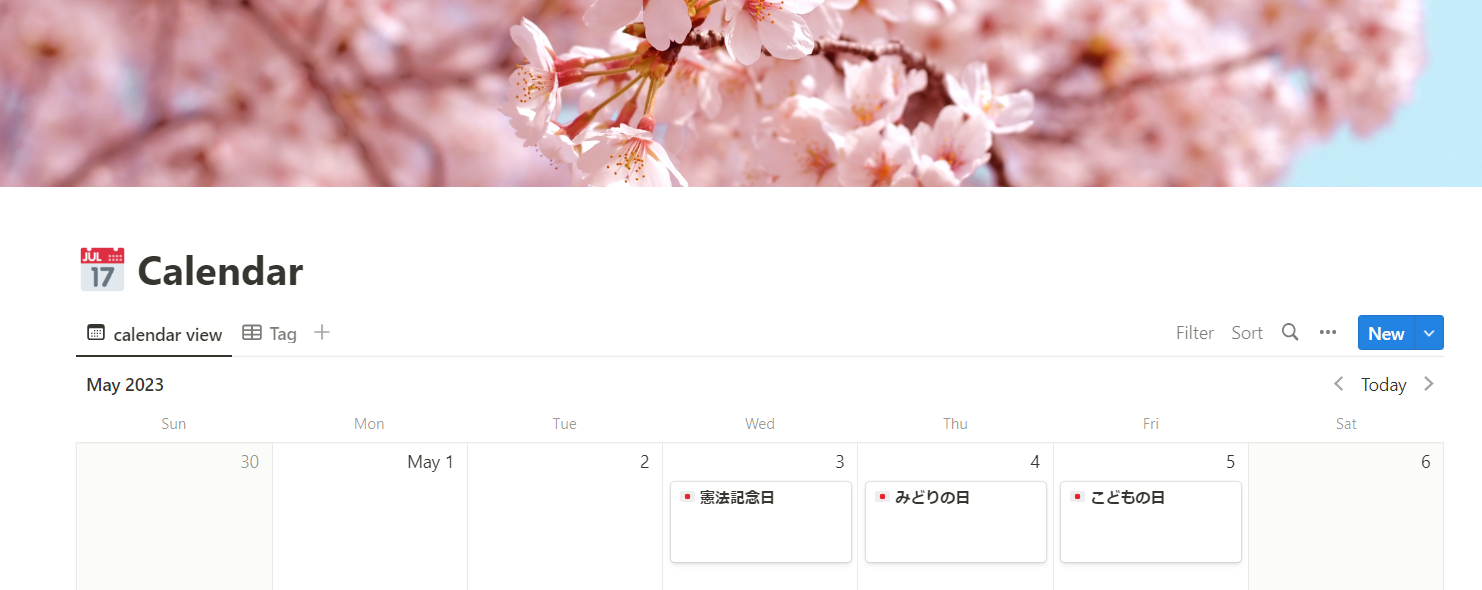 JUL
17
Calendar
calendar view Tag
Filter Sort New
May 2023
Today
Sun Mon Tue Wed Thu Fri Sat
30 May 1 2 3 4 5 6
憲法記念日 みどりの日 こどもの日